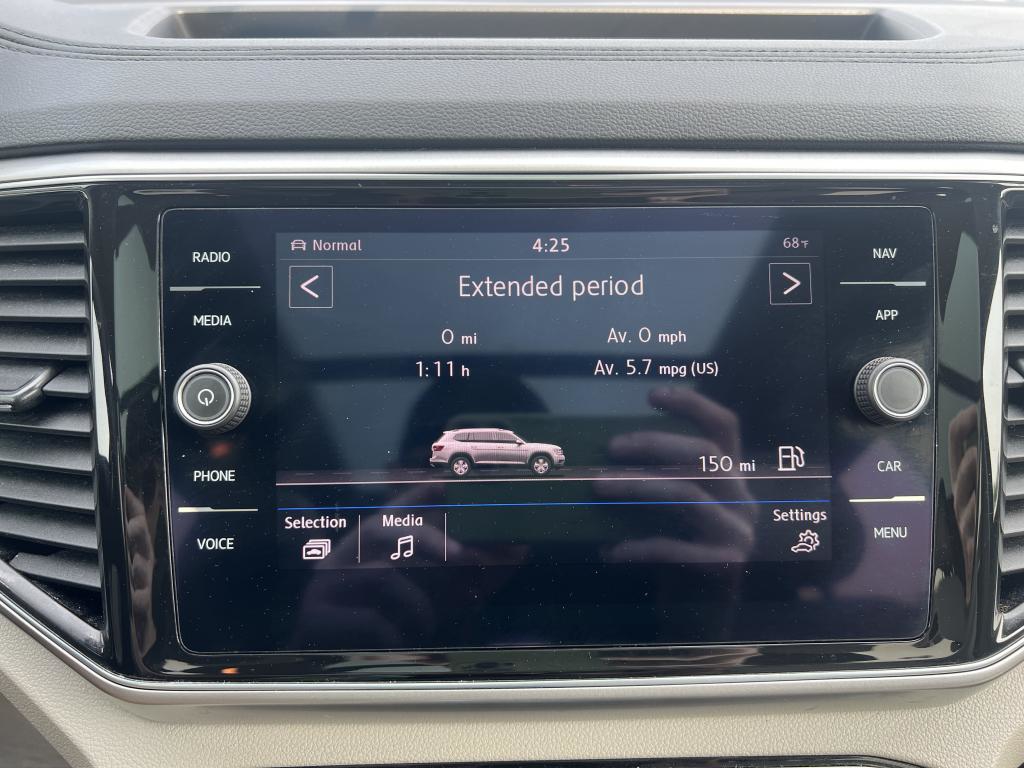 RADIO
MEDIA
PHONE
VOICE
Normal 4:25 68°F
< Extended period >
0 mi Av. 0 mph
1:11 h Av. 5.7 mpg (US)
150 mi
Selection Media Settings
NAV
APP
CAR
MENU